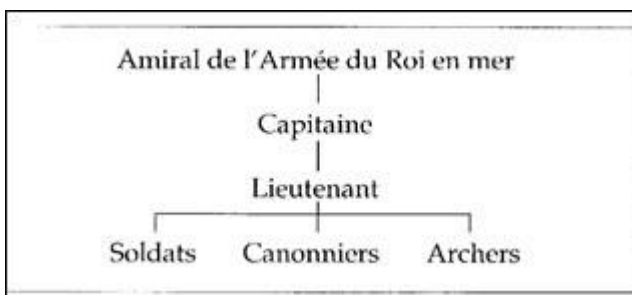 Amiral de l'Armée du Roi en mer
Capitaine
Lieutenant
Soldats Canonniers Archers